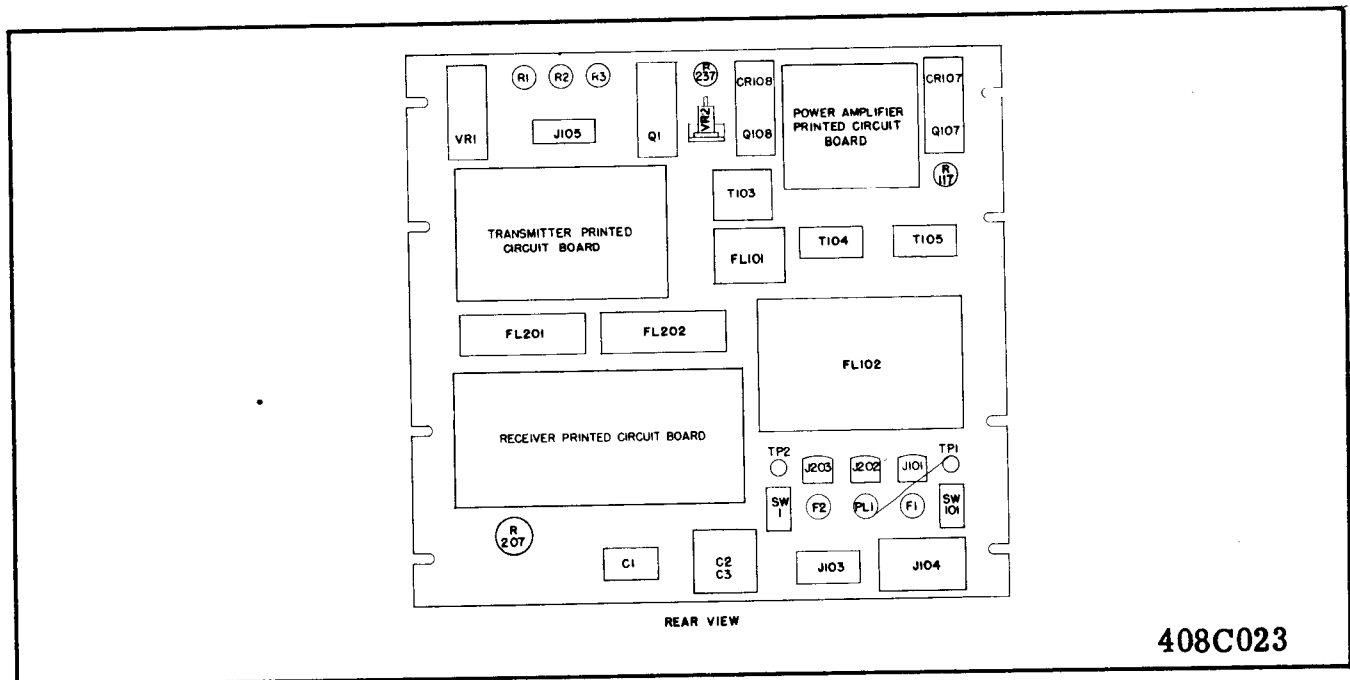 R1
R2
R3
R
237
CR108
CR107
VR1
J105
Q1
VR2
Q108
POWER AMPLIFIER
PRINTED CIRCUIT
BOARD
Q107
R
117
T103
TRANSMITTER PRINTED
CIRCUIT BOARD
T104
T105
FL101
FL201
FL202
FL102
RECEIVER PRINTED CIRCUIT BOARD
TP2
J203
J202
J101
TP1
SW
1
F2
PL1
F1
SW
101
R
207
C1
C2
C3
J103
J104
REAR VIEW
408C023